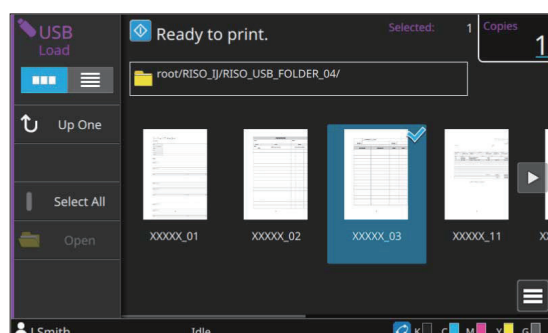 USB
Load
Ready to print.
Selected: 1
Copies
1
root/RISO_IJ/RISO_USB_FOLDER_04/
Up One
Select All
Open
XXXXX_01
XXXXX_02
XXXXX_03
XXXXX_11
J.Smith
Idle
K C M Y G